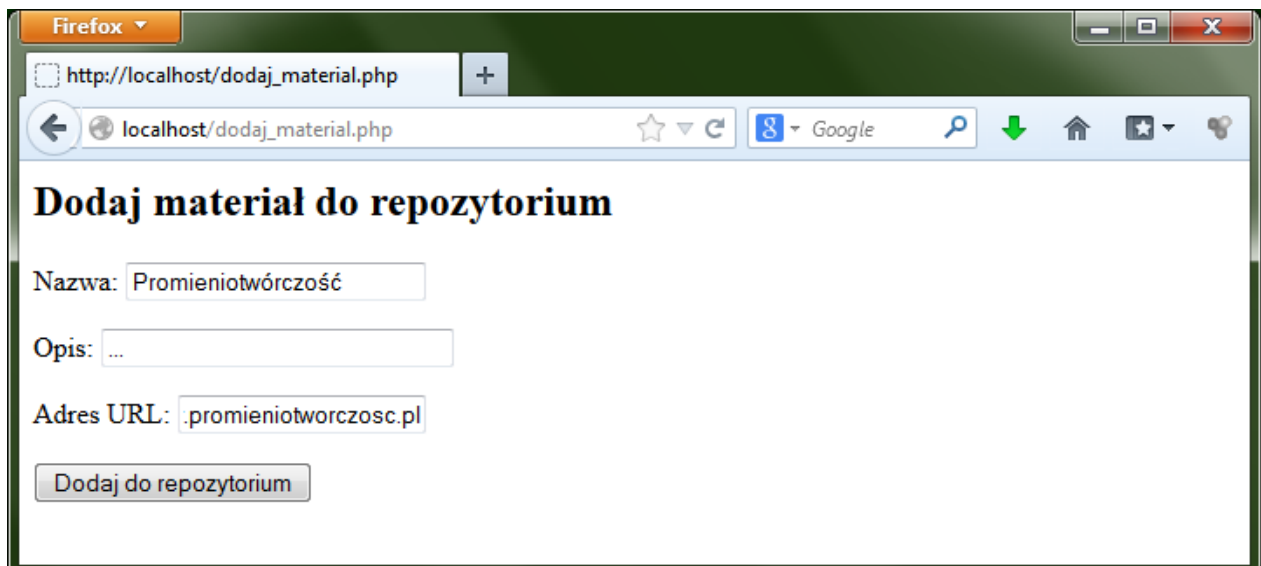 Firefox
http://localhost/dodaj_material.php
localhost/dodaj_material.php
Google
Dodaj materiał do repozytorium
Nazwa: Promieniotwórczość
Opis: ...
Adres URL: .promieniotworczosc.pl
Dodaj do repozytorium